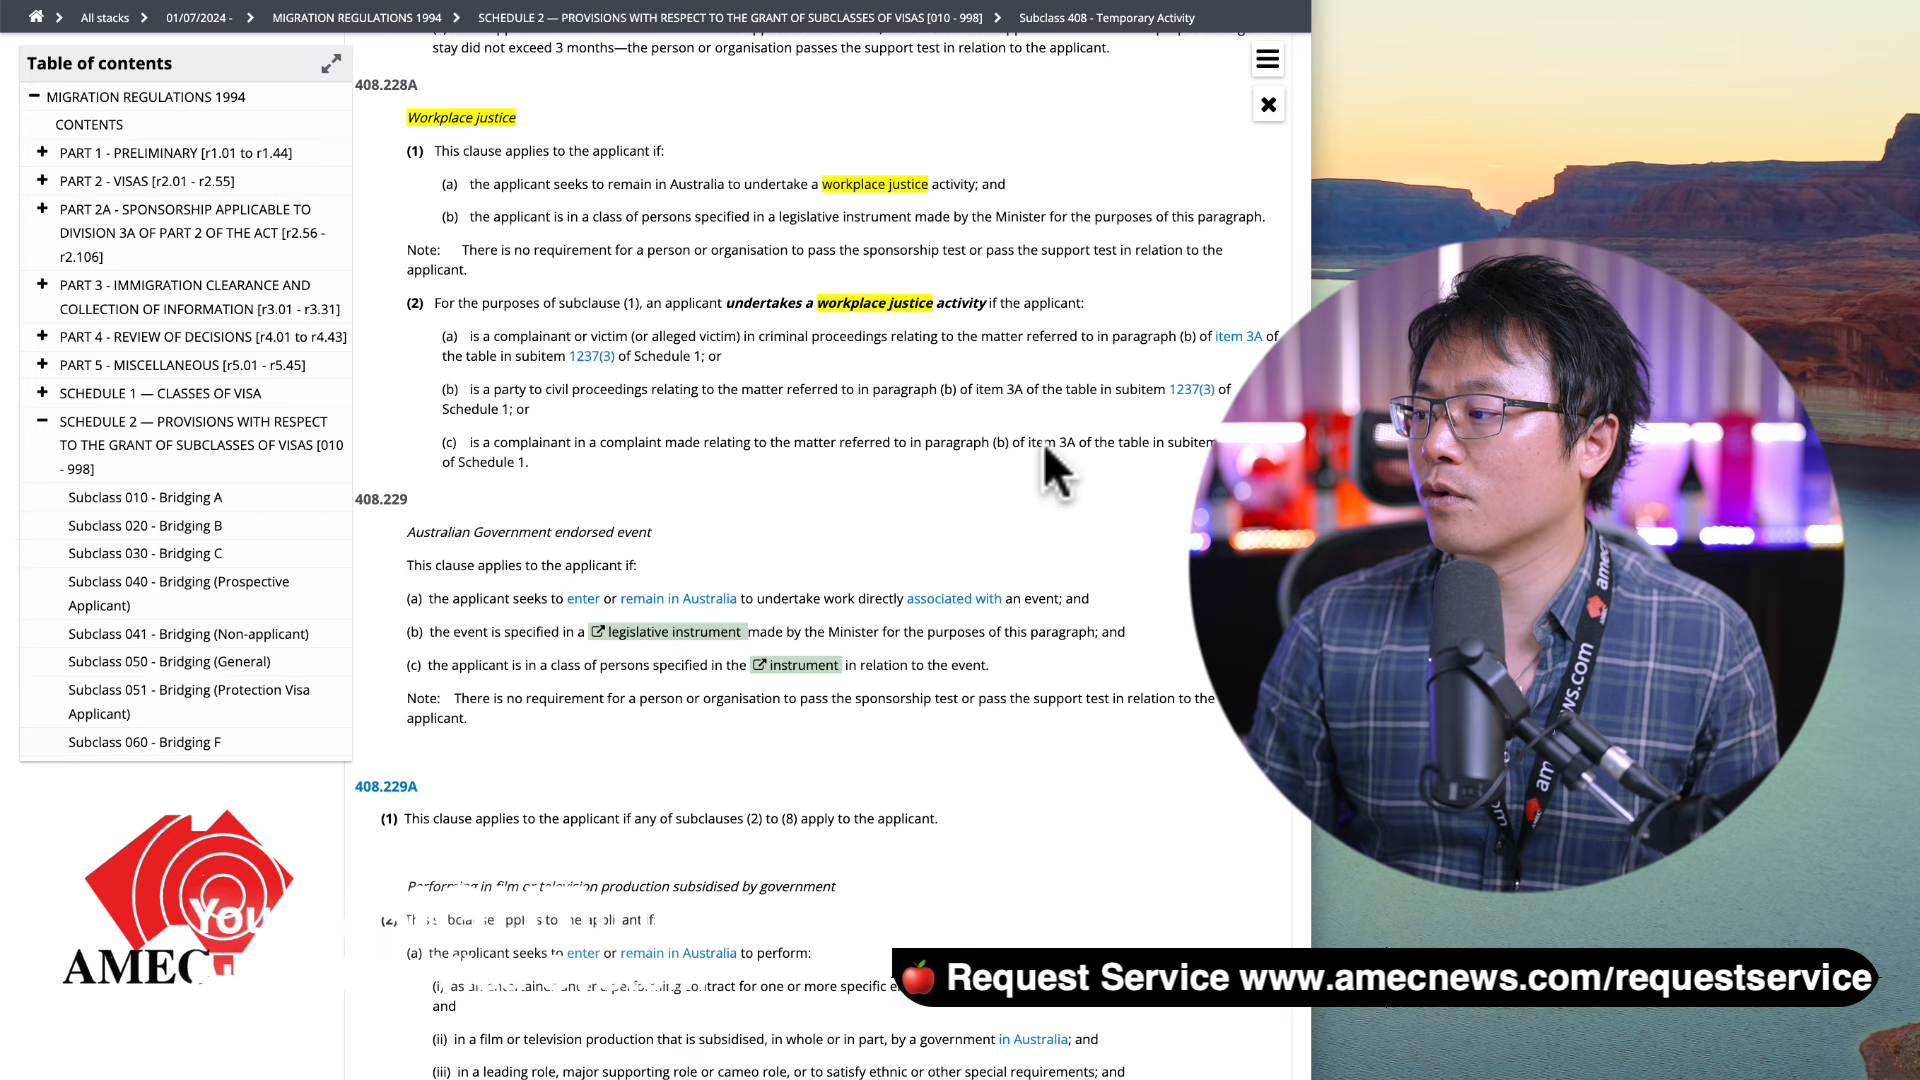 All stacks
01/07/2024 -
MIGRATION REGULATIONS 1994
SCHEDULE 2 — PROVISIONS WITH RESPECT TO THE GRANT OF SUBCLASSES OF VISAS [010 - 998]
Subclass 408 - Temporary Activity
Table of contents
MIGRATION REGULATIONS 1994
CONTENTS
PART 1 - PRELIMINARY [r1.01 to r1.44]
PART 2 - VISAS [r2.01 - r2.55]
PART 2A - SPONSORSHIP APPLICABLE TO
DIVISION 3A OF PART 2 OF THE ACT [r2.56 -
r2.106]
PART 3 - IMMIGRATION CLEARANCE AND
COLLECTION OF INFORMATION [r3.01 - r3.31]
PART 4 - REVIEW OF DECISIONS [r4.01 to r4.43]
PART 5 - MISCELLANEOUS [r5.01 - r5.45]
SCHEDULE 1 — CLASSES OF VISA
SCHEDULE 2 — PROVISIONS WITH RESPECT
TO THE GRANT OF SUBCLASSES OF VISAS [010
- 998]
Subclass 010 - Bridging A
Subclass 020 - Bridging B
Subclass 030 - Bridging C
Subclass 040 - Bridging (Prospective
Applicant)
Subclass 041 - Bridging (Non-applicant)
Subclass 050 - Bridging (General)
Subclass 051 - Bridging (Protection Visa
Applicant)
Subclass 060 - Bridging F
stay did not exceed 3 months—the person or organisation passes the support test in relation to the applicant.
408.228A
Workplace justice
(1) This clause applies to the applicant if:
(a) the applicant seeks to remain in Australia to undertake a workplace justice activity; and
(b) the applicant is in a class of persons specified in a legislative instrument made by the Minister for the purposes of this paragraph.
Note: There is no requirement for a person or organisation to pass the sponsorship test or pass the support test in relation to the
applicant.
(2) For the purposes of subclause (1), an applicant undertakes a workplace justice activity if the applicant:
(a) is a complainant or victim (or alleged victim) in criminal proceedings relating to the matter referred to in paragraph (b) of item 3A of
the table in subitem 1237(3) of Schedule 1; or
(b) is a party to civil proceedings relating to the matter referred to in paragraph (b) of item 3A of the table in subitem 1237(3) of
Schedule 1; or
(c) is a complainant in a complaint made relating to the matter referred to in paragraph (b) of item 3A of the table in subitem
of Schedule 1.
408.229
Australian Government endorsed event
This clause applies to the applicant if:
(a) the applicant seeks to enter or remain in Australia to undertake work directly associated with an event; and
(b) the event is specified in a legislative instrument made by the Minister for the purposes of this paragraph; and
(c) the applicant is in a class of persons specified in the instrument in relation to the event.
Note: There is no requirement for a person or organisation to pass the sponsorship test or pass the support test in relation to the
applicant.
408.229A
(1) This clause applies to the applicant if any of subclauses (2) to (8) apply to the applicant.
Performing in film or television production subsidised by government
(a) the applicant seeks to enter or remain in Australia to perform:
for one or more specific
and
(ii) in a film or television production that is subsidised, in whole or in part, by a government in Australia; and
(iii) in a leading role, major supporting role or cameo role, or to satisfy ethnic or other special requirements; and
You
AMEC
Request Service www.amecnews.com/requestservice
amec
ws.com
am